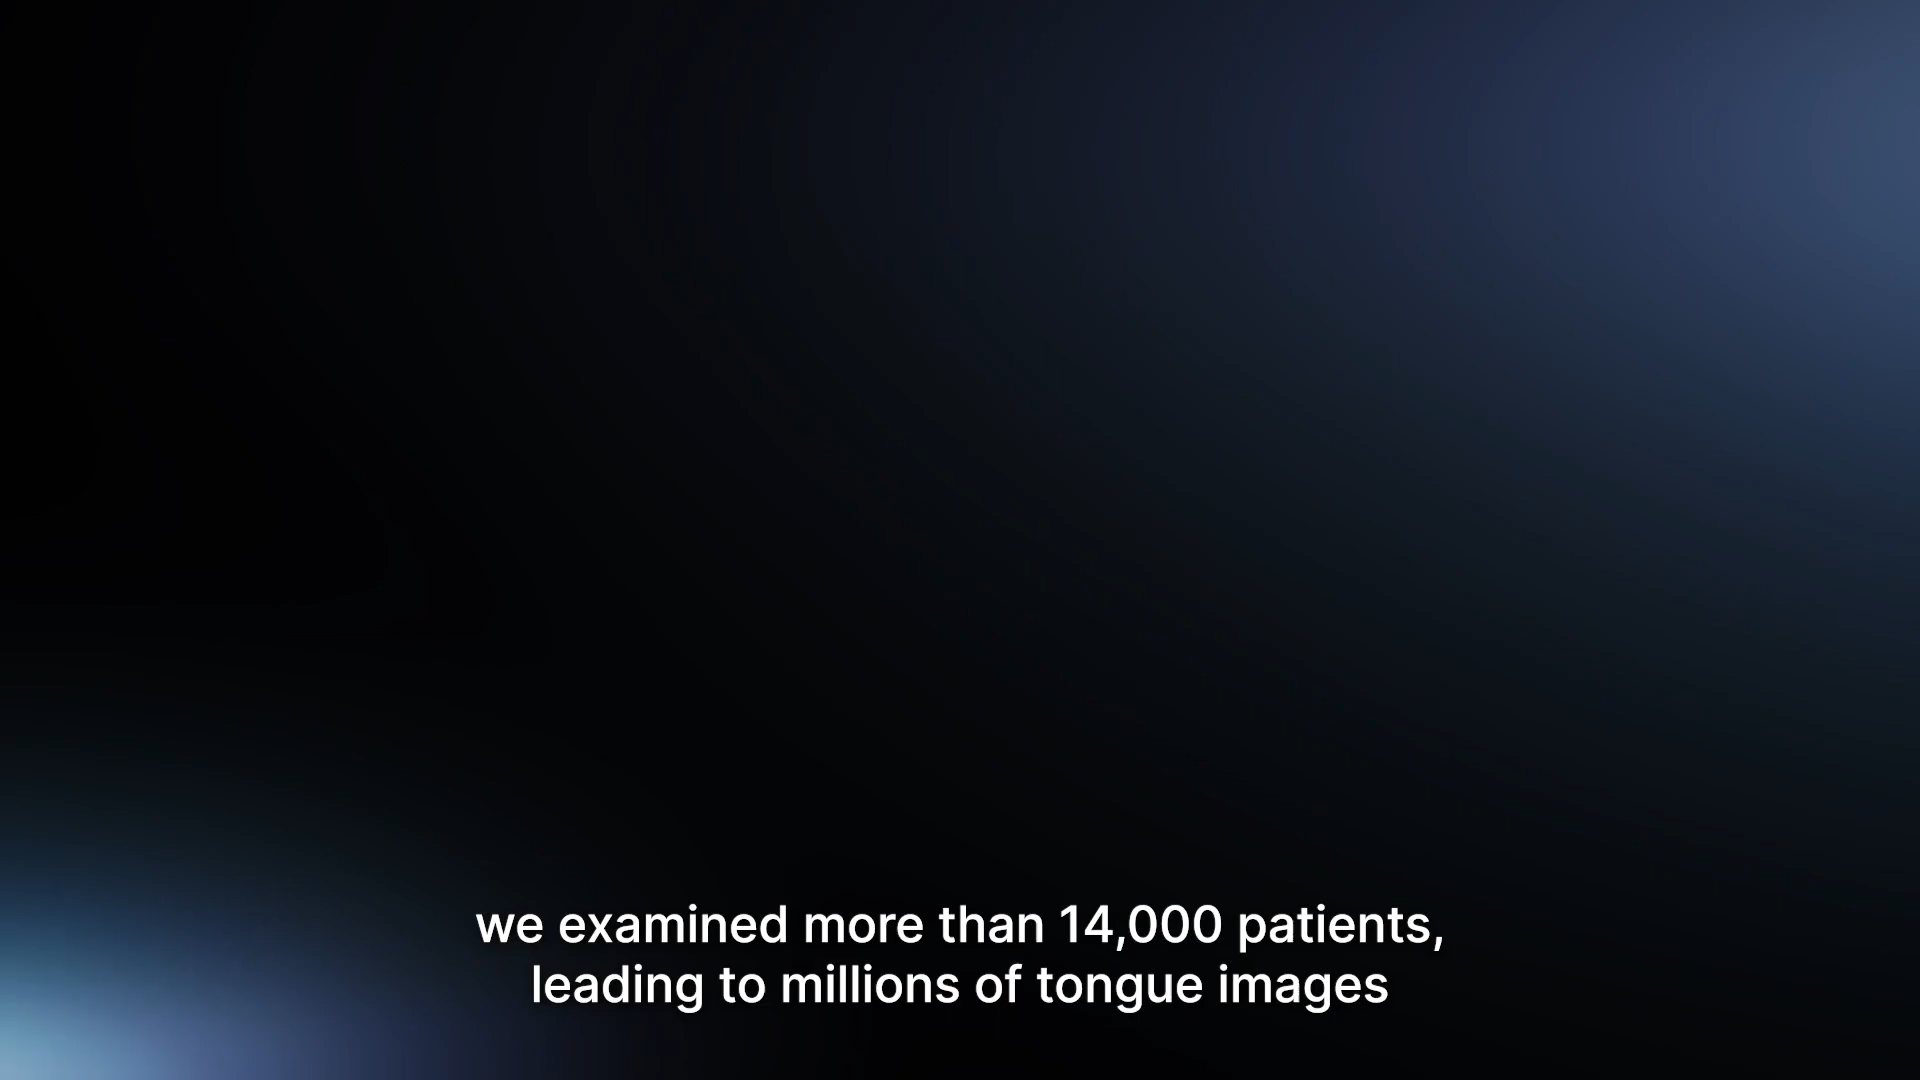 we examined more than 14,000 patients,
leading to millions of tongue images